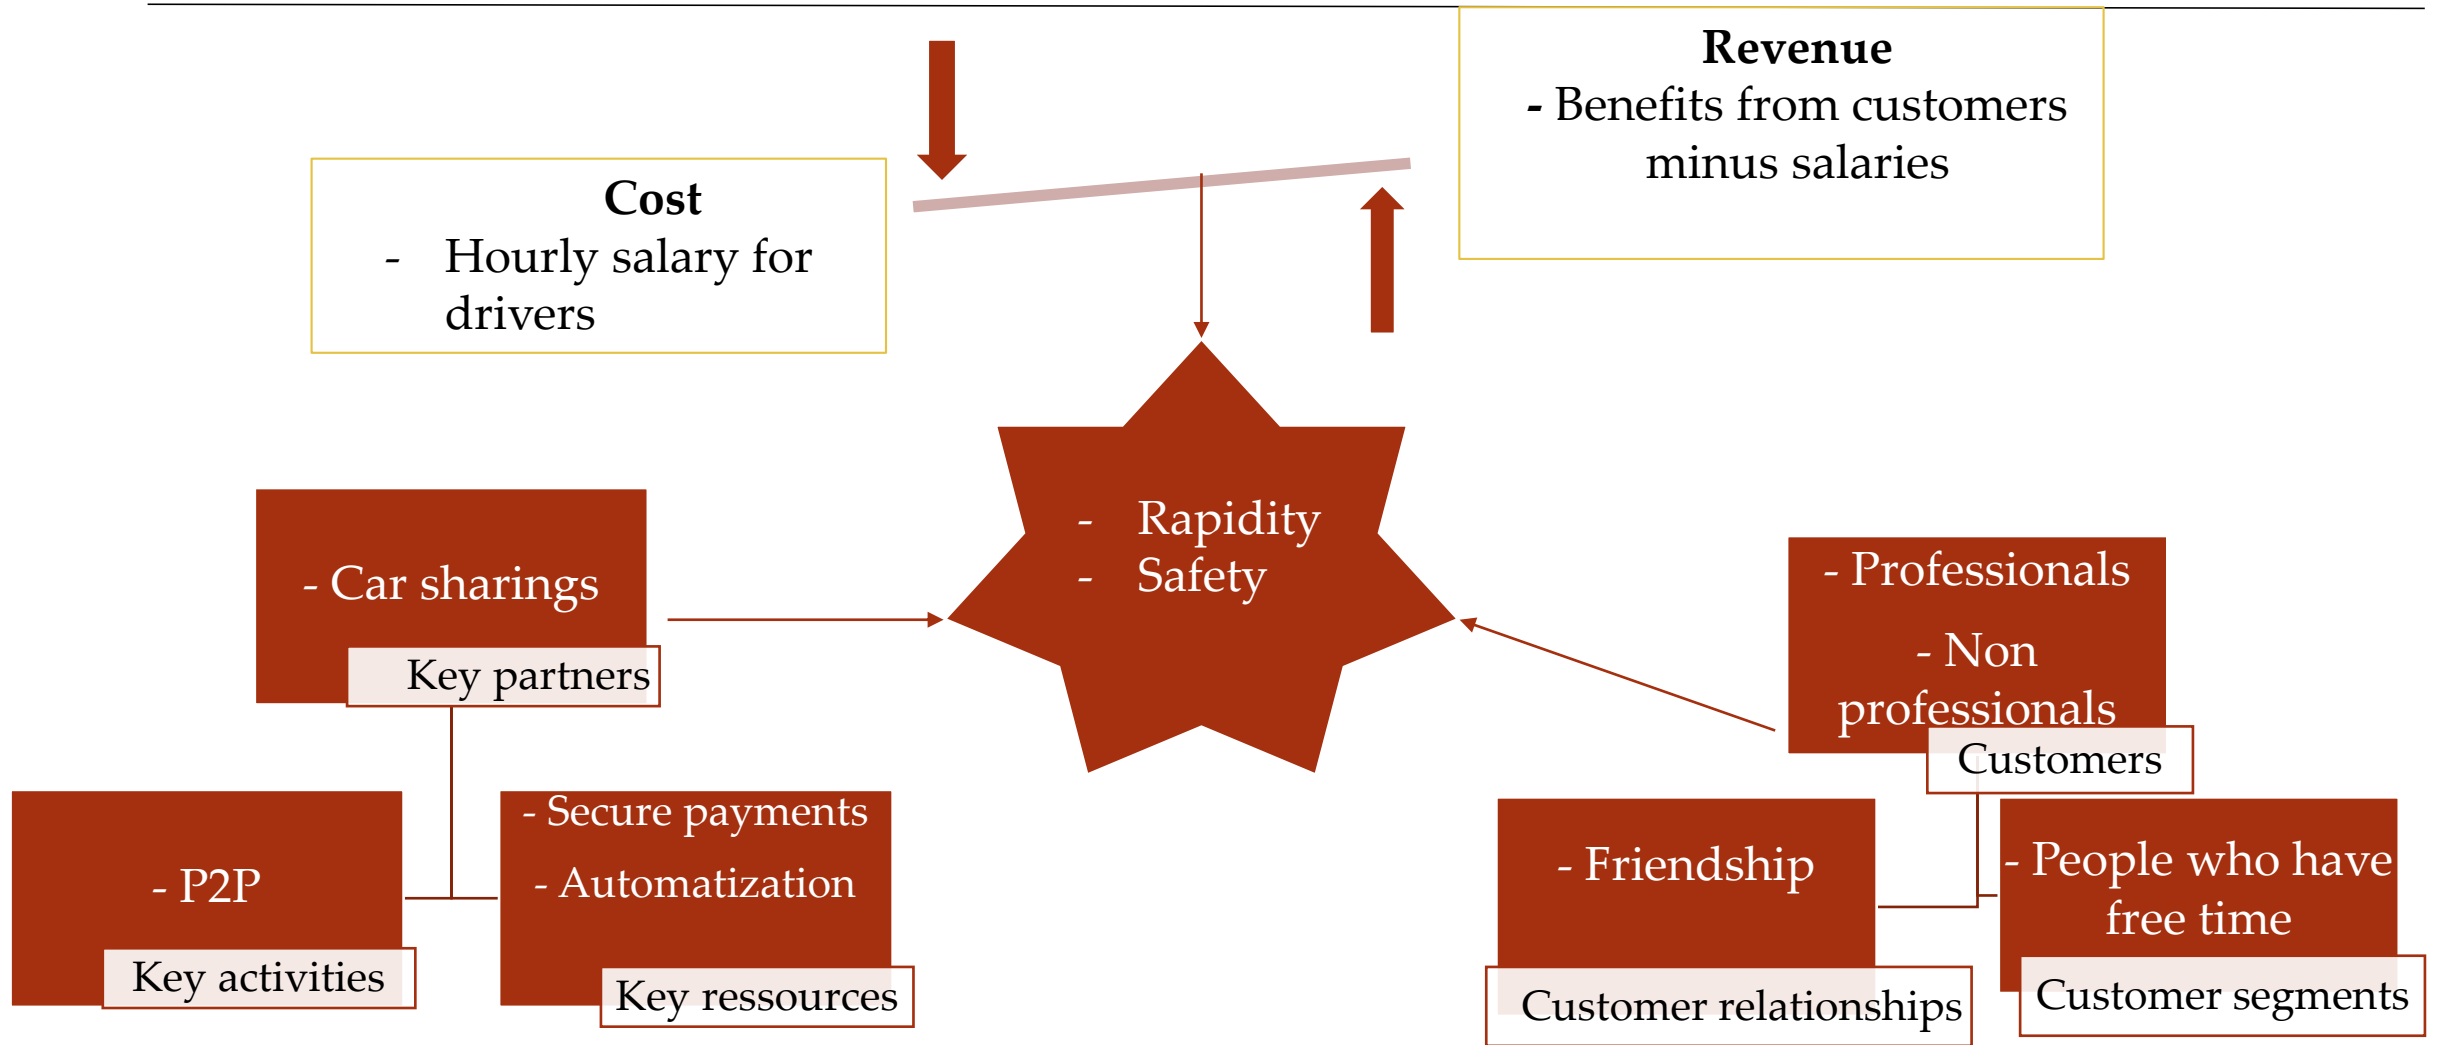 Revenue
- Benefits from customers
minus salaries
Cost
- Hourly salary for
drivers
- Rapidity
- Safety
- Car sharings
Key partners
- P2P
Key activities
- Secure payments
- Automatization
Key ressources
- Professionals
- Non
professionals
Customers
- Friendship
Customer relationships
- People who have
free time
Customer segments